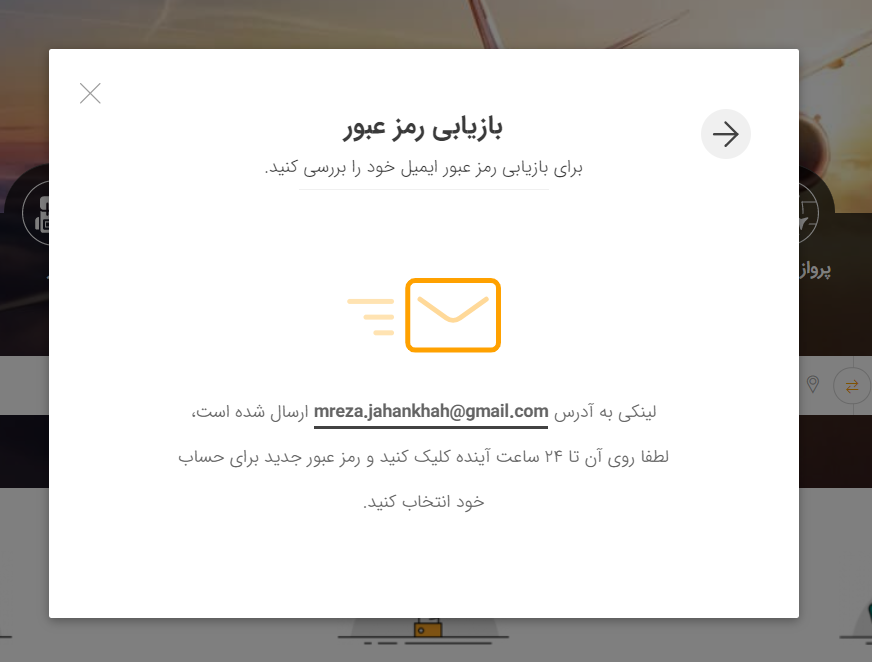 بازیابی رمز عبور
برای بازیابی رمز عبور ایمیل خود را بررسی کنید.
پرواز
لینکی به آدرس mreza.jahankhah@gmail.com ارسال شده است،
لطفا روی آن تا ۲۴ ساعت آینده کلیک کنید و رمز عبور جدید برای حساب
خود انتخاب کنید.